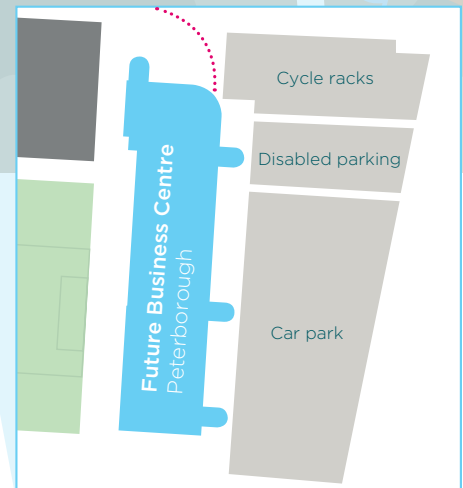 Cycle racks
Disabled parking
Future Business Centre
Peterborough
Car park